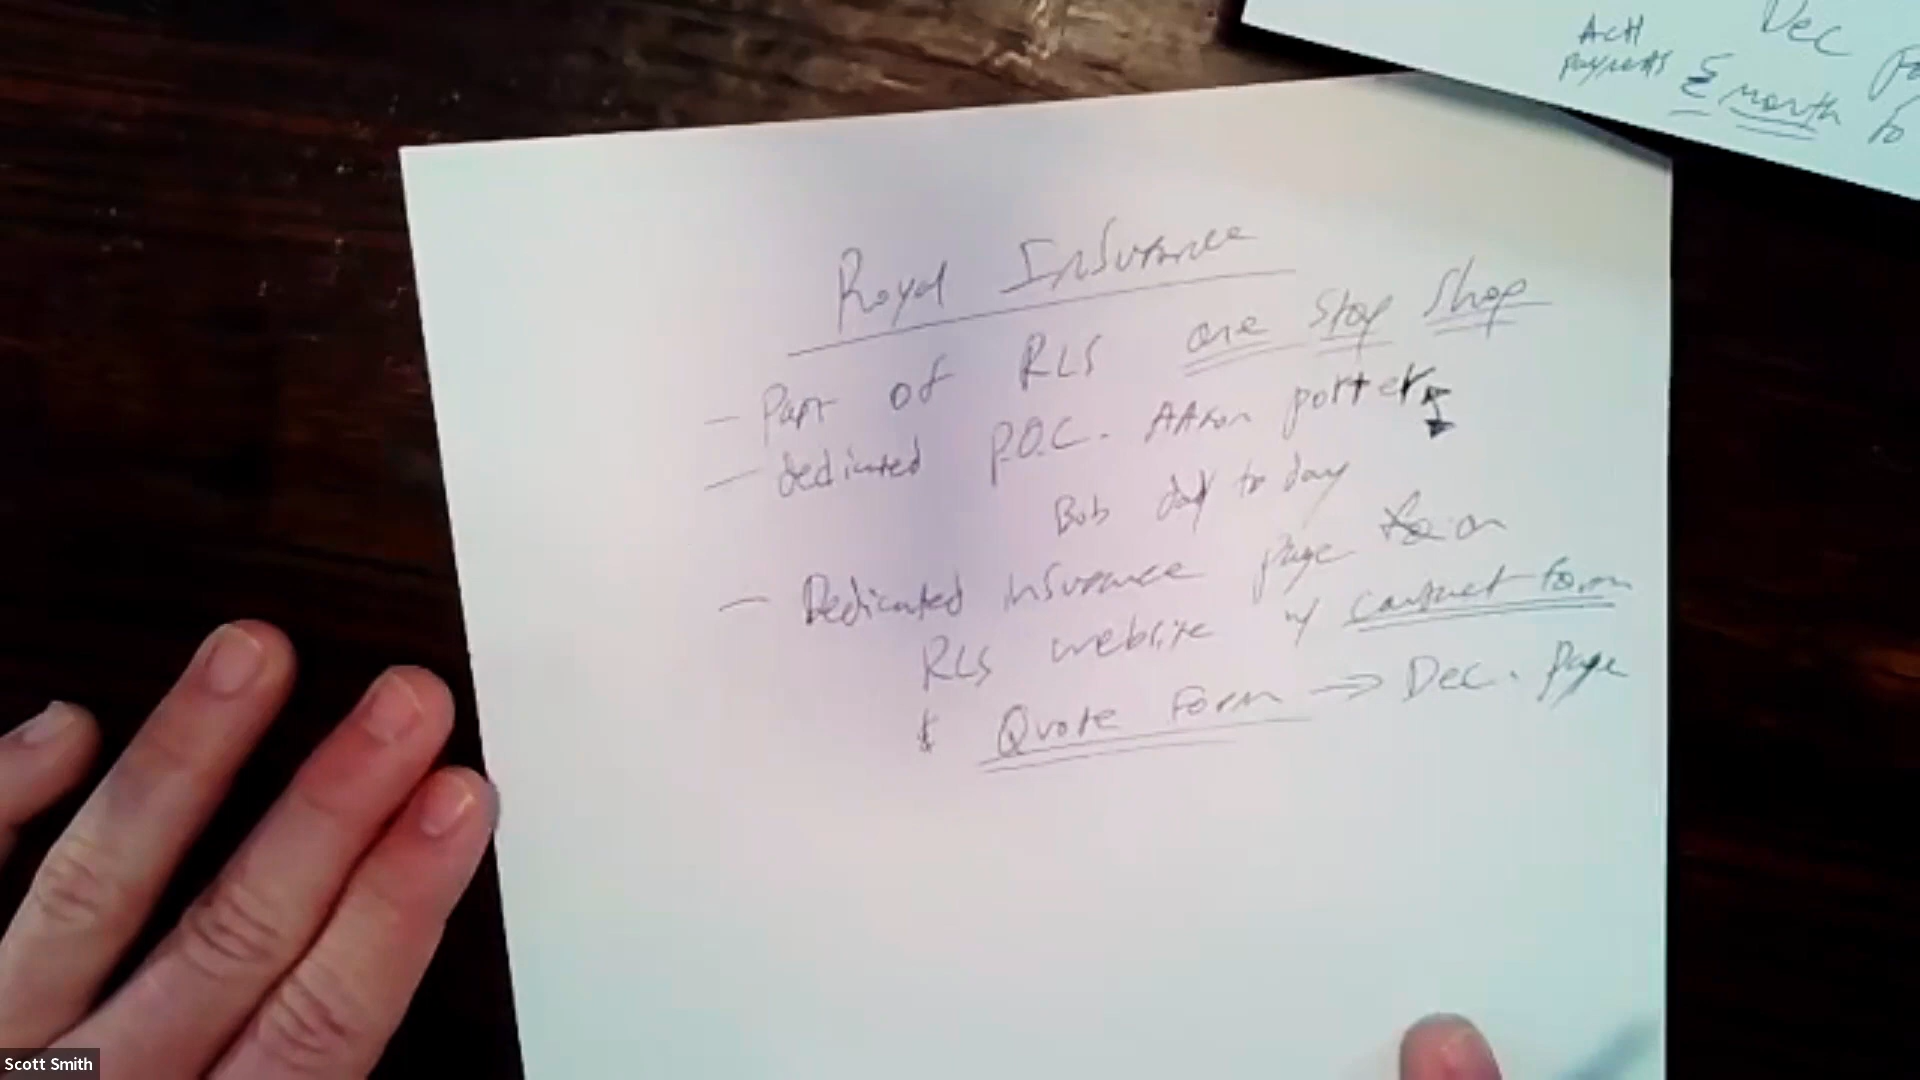 ACH
payments
Dec
& month
Royal Insurance
- Part of RLS one stop shop
- dedicated P.O.C. AAron porter
Bob day to day
- Dedicated insurance page on
RLS website w/ contact form
& Quote Form → Dec. page
Scott Smith